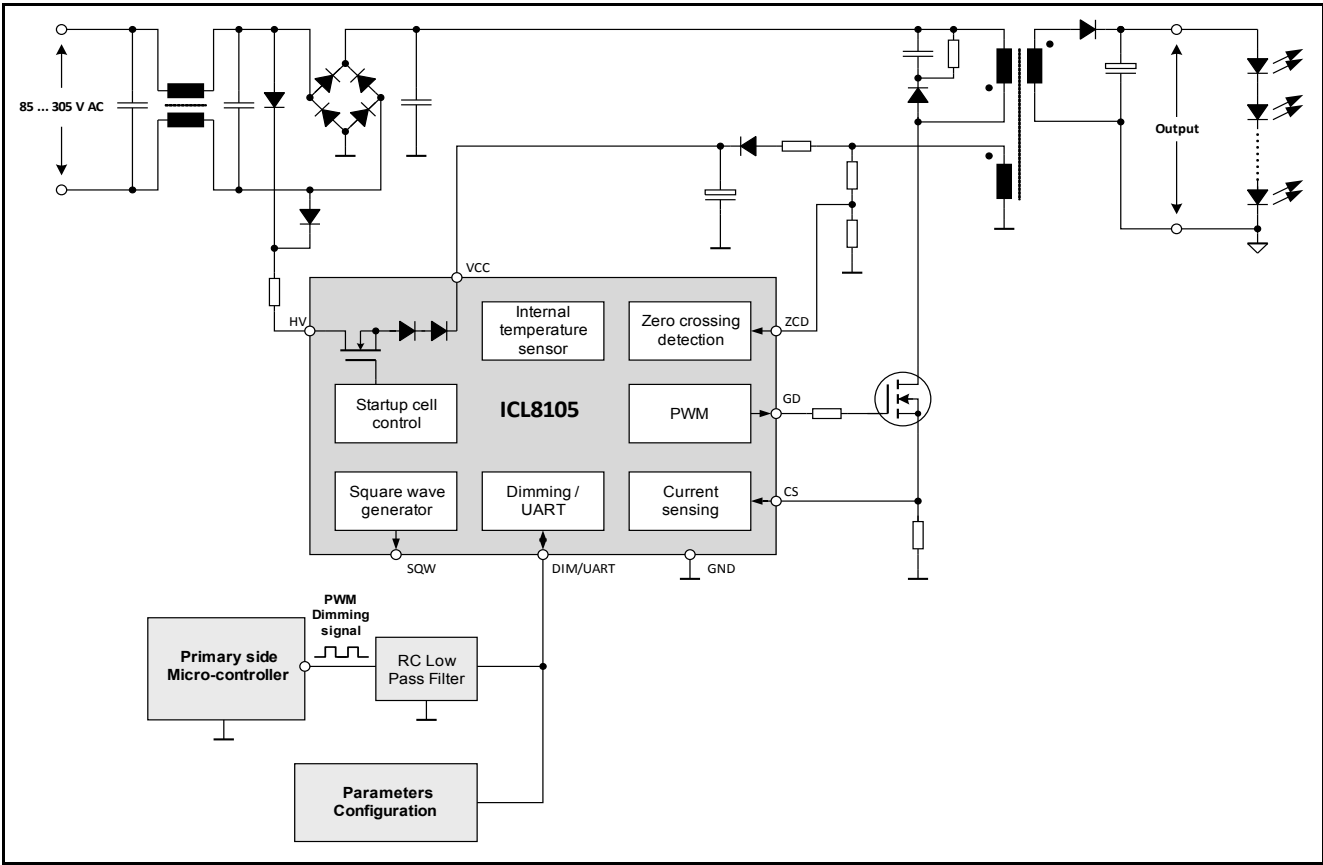 85 ... 305 V AC
Output
VCC
HV
Internal
temperature
sensor
Zero crossing
detection
ZCD
Startup cell
control
ICL8105
PWM
GD
Square wave
generator
Dimming /
UART
Current
sensing
CS
SQW
DIM/UART
GND
PWM
Dimming
signal
Primary side
Micro-controller
RC Low
Pass Filter
Parameters
Configuration